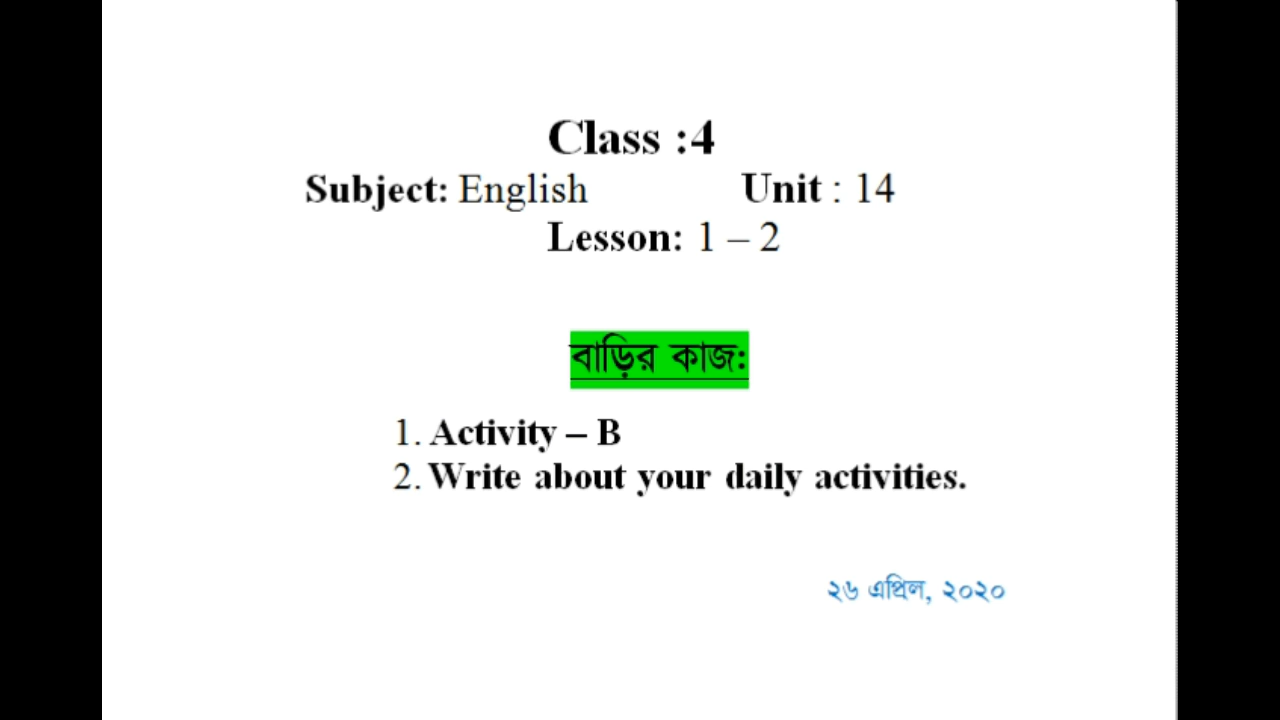 Class :4
Subject: English Unit : 14
Lesson: 1 – 2
বাড়ির কাজ:
1. Activity – B
2. Write about your daily activities.
২৬ এপ্রিল, ২০২০